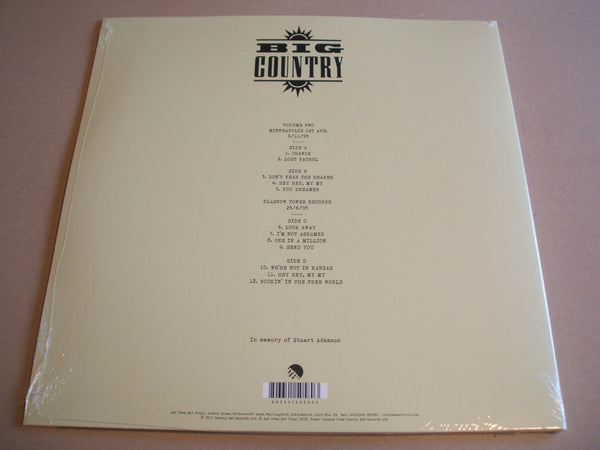 BIG
COUNTRY
VOLUME TWO
MINNEAPOLIS 1ST AVE.
6/11/93
SIDE A
1. CHANCE
2. LOST PATROL
SIDE B
3. DON'T FEAR THE REAPER
4. HEY HEY, MY MY
5. YOU DREAMER
GLASGOW TOWER RECORDS
25/6/95
SIDE C
6. LOOK AWAY
7. I'M NOT ASHAMED
8. ONE IN A MILLION
9. SEND YOU
SIDE D
10. WE'RE NOT IN KANSAS
11. HEY HEY, MY MY
12. ROCKIN' IN THE FREE WORLD
In memory of Stuart Adamson